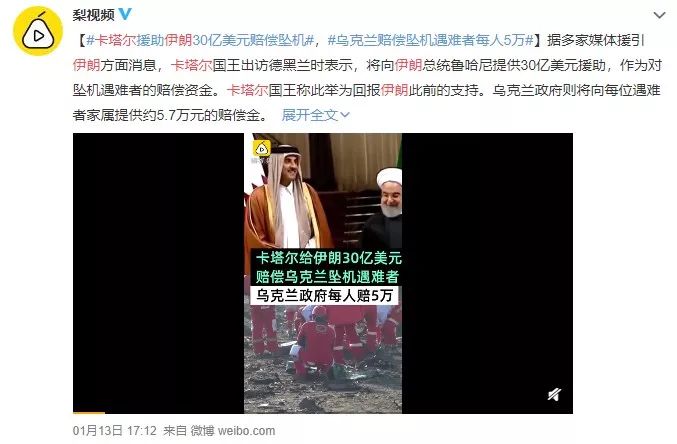 梨视频
【#卡塔尔援助伊朗30亿美元赔偿坠机#，#乌克兰赔偿坠机遇难者每人5万#】据多家媒体援引
伊朗方面消息，卡塔尔国王出访德黑兰时表示，将向伊朗总统鲁哈尼提供30亿美元援助，作为对
坠机遇难者的赔偿资金。卡塔尔国王称此举为回报伊朗此前的支持。乌克兰政府则将向每位遇难
者家属提供约5.7万元的赔偿金。 展开全文
卡塔尔给伊朗30亿美元
赔偿乌克兰坠机遇难者
乌克兰政府每人赔5万
01月13日 17:12 来自 微博 weibo.com